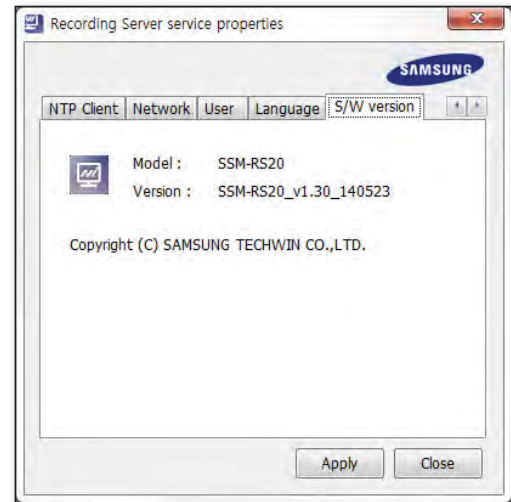 Recording Server service properties
SAMSUNG
NTP Client Network User Language S/W version
Model : SSM-RS20
Version : SSM-RS20_v1.30_140523
Copyright (C) SAMSUNG TECHWIN CO.,LTD.
Apply Close